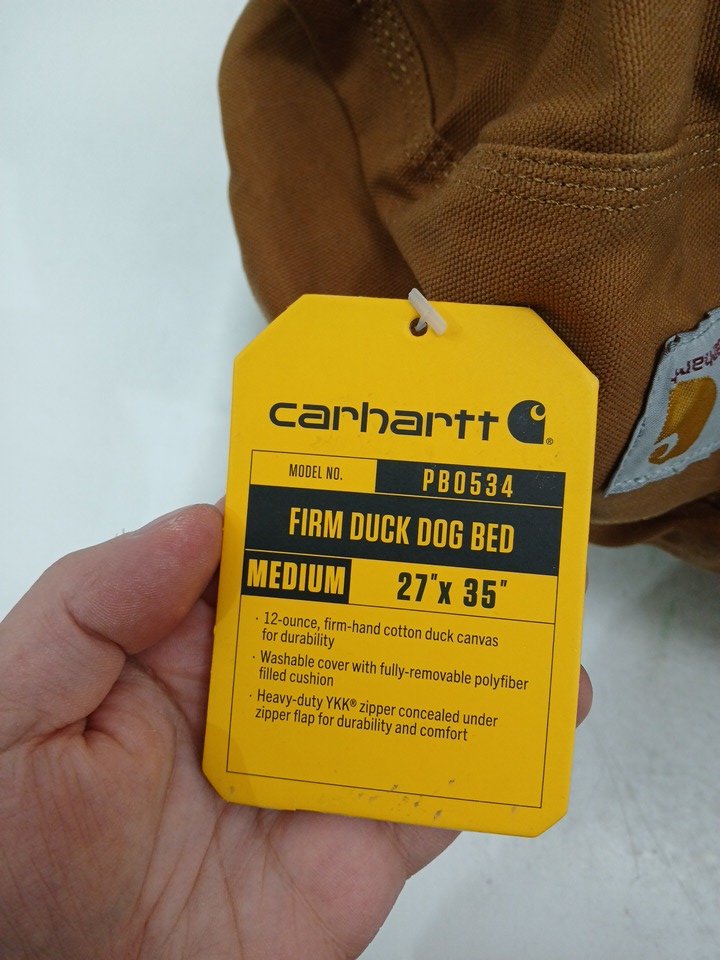 carhartt
MODEL NO. PB0534
FIRM DUCK DOG BED
MEDIUM 27"x 35"
· 12-ounce, firm-hand cotton duck canvas
for durability
· Washable cover with fully-removable polyfiber
filled cushion
· Heavy-duty YKK® zipper concealed under
zipper flap for durability and comfort